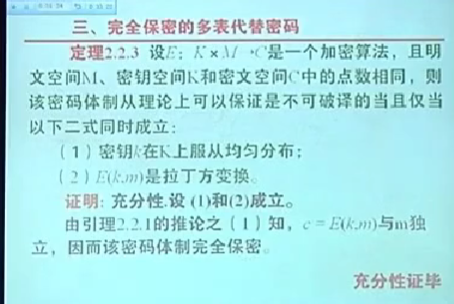 三、完全保密的多表代替密码
定理2.2.3 设E：K×M→C是一个加密算法，且明
文空间M、密钥空间K和密文空间C中的点数相同，则
该密码体制从理论上可以保证是不可破译的当且仅当
以下二式同时成立：
（1）密钥k在K上服从均匀分布；
（2）E(k,m)是拉丁方变换。
证明：充分性.设 (1)和(2)成立。
由引理2.2.1的推论之（1）知，c = E(k,m)与m独
立，因而该密码体制完全保密。
充分性证毕